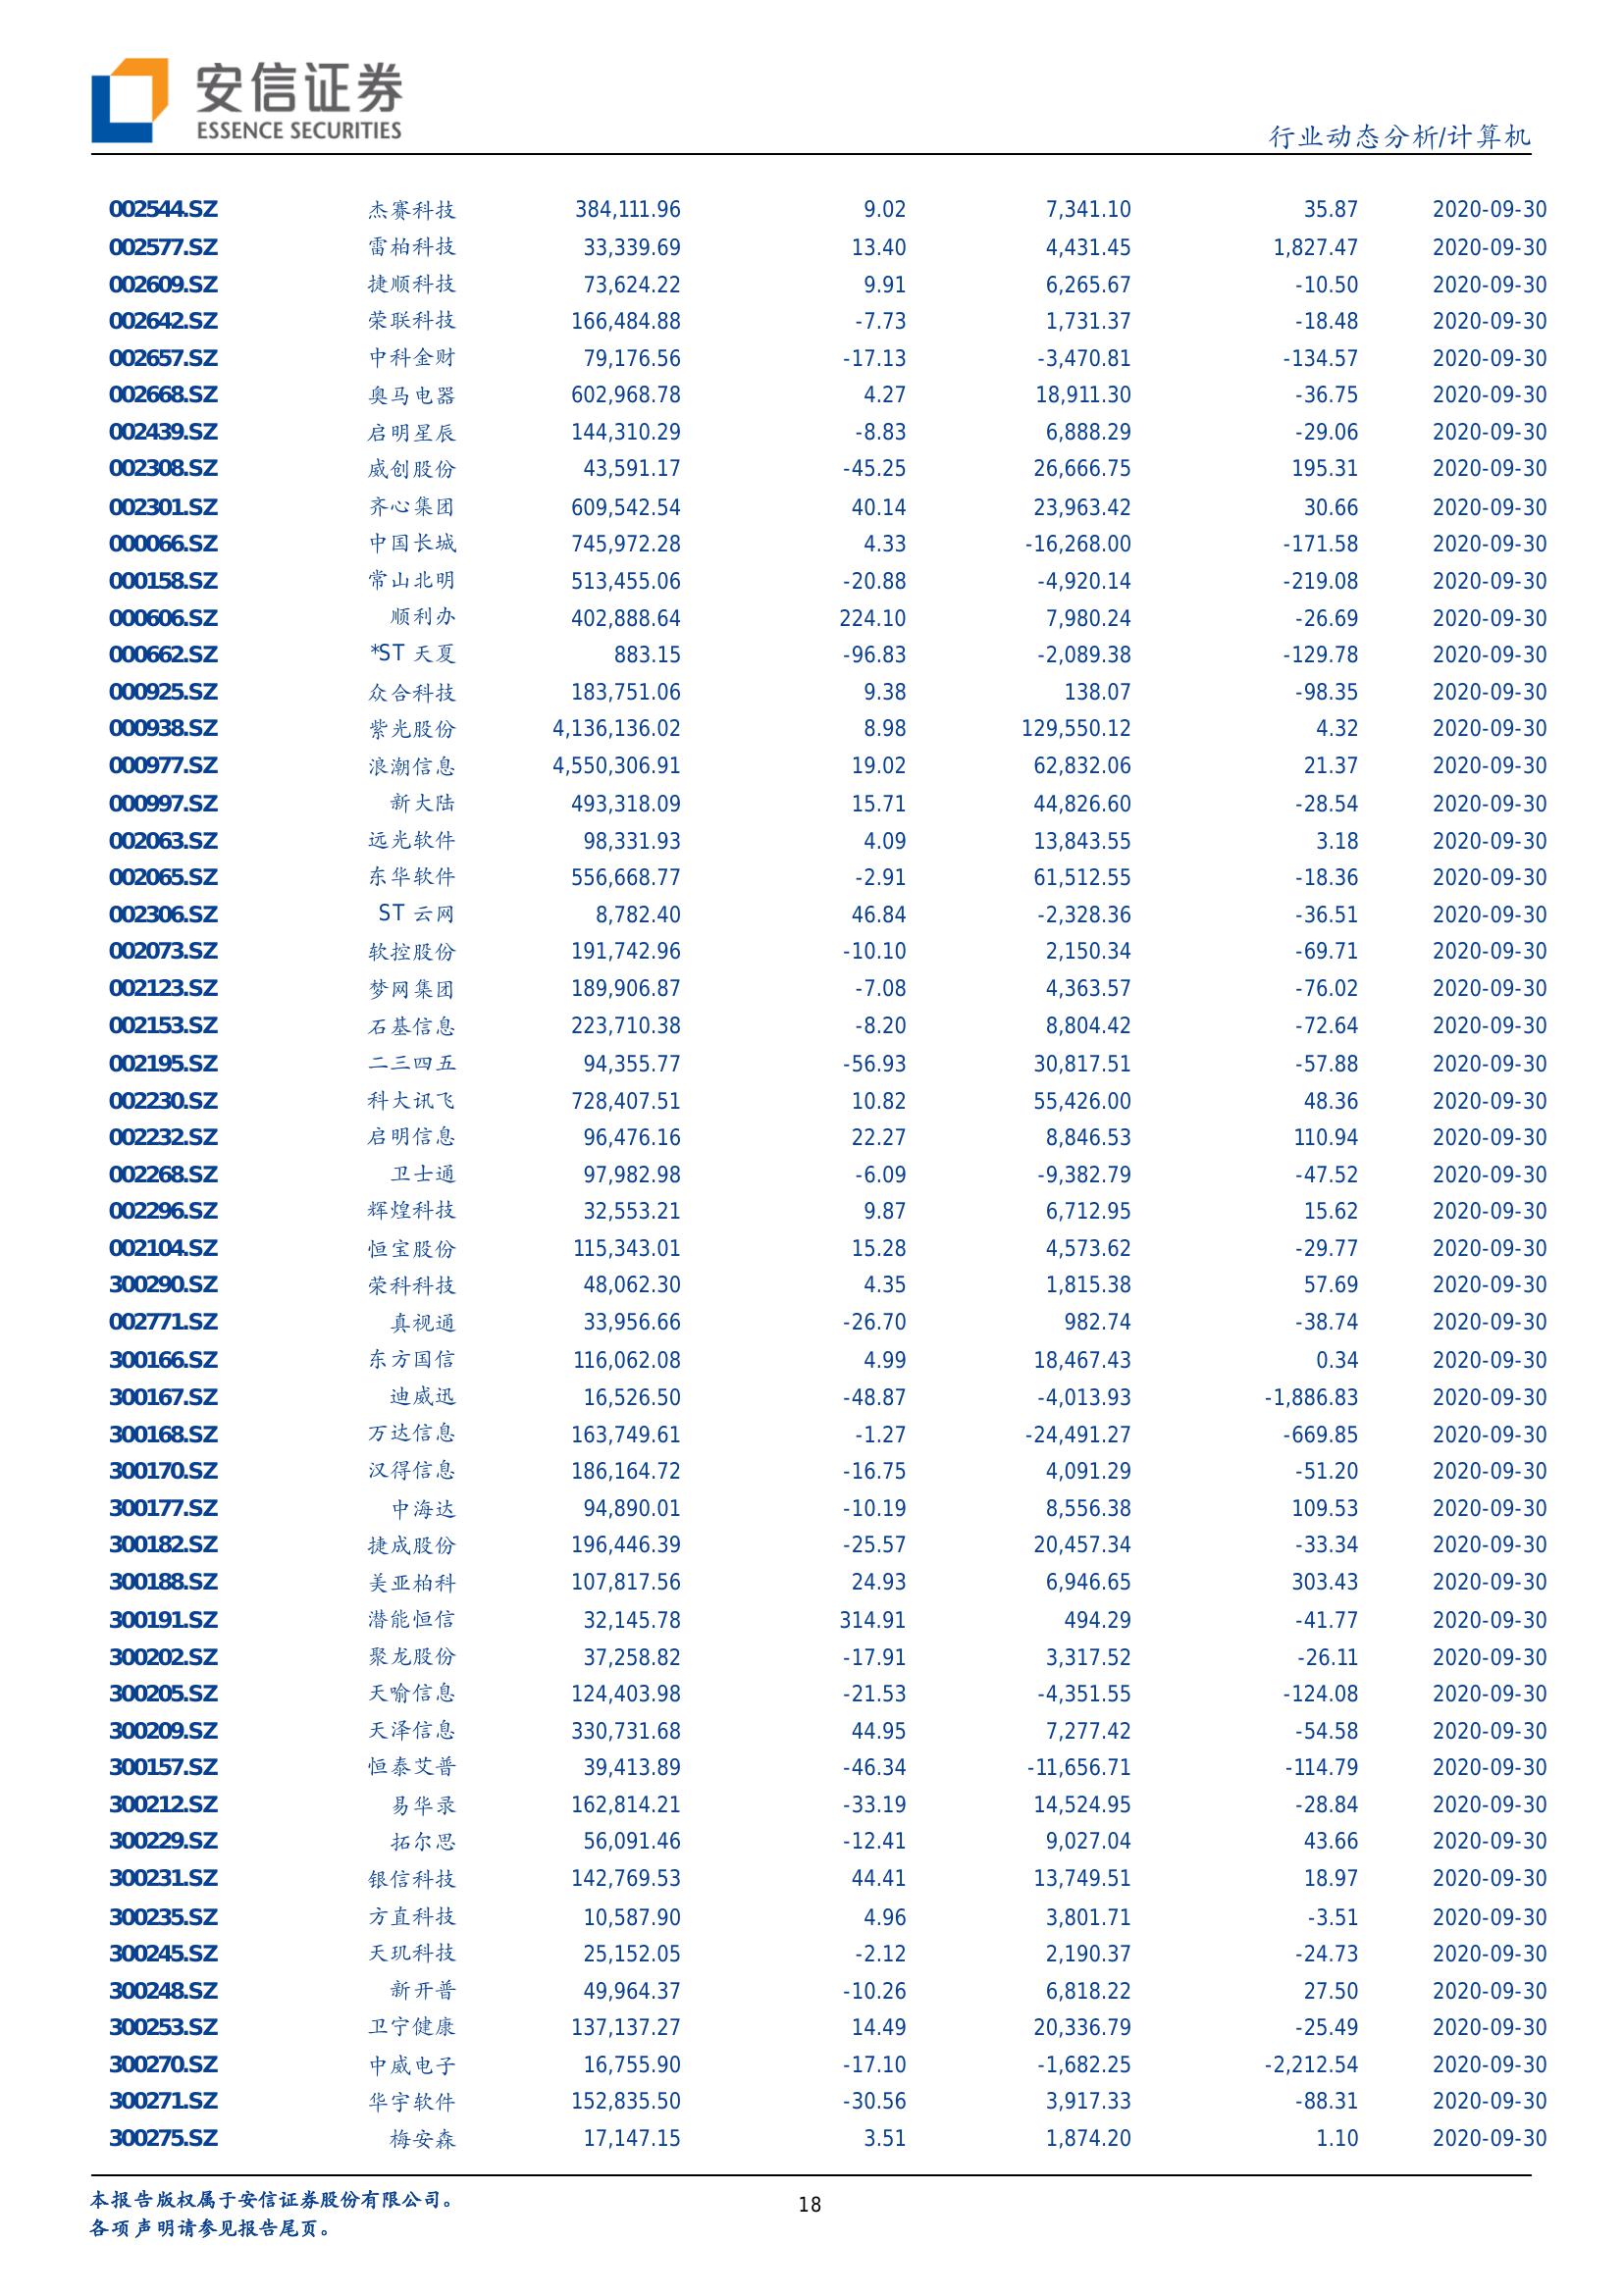 安信证券
ESSENCE SECURITIES
行业动态分析/计算机
002544.SZ 杰赛科技 384,111.96 9.02 7,341.10 35.87 2020-09-30
002577.SZ 雷柏科技 33,339.69 13.40 4,431.45 1,827.47 2020-09-30
002609.SZ 捷顺科技 73,624.22 9.91 6,265.67 -10.50 2020-09-30
002642.SZ 荣联科技 166,484.88 -7.73 1,731.37 -18.48 2020-09-30
002657.SZ 中科金财 79,176.56 -17.13 -3,470.81 -134.57 2020-09-30
002668.SZ 奥马电器 602,968.78 4.27 18,911.30 -36.75 2020-09-30
002439.SZ 启明星辰 144,310.29 -8.83 6,888.29 -29.06 2020-09-30
002308.SZ 威创股份 43,591.17 -45.25 26,666.75 195.31 2020-09-30
002301.SZ 齐心集团 609,542.54 40.14 23,963.42 30.66 2020-09-30
000066.SZ 中国长城 745,972.28 4.33 -16,268.00 -171.58 2020-09-30
000158.SZ 常山北明 513,455.06 -20.88 -4,920.14 -219.08 2020-09-30
000606.SZ 顺利办 402,888.64 224.10 7,980.24 -26.69 2020-09-30
000662.SZ *ST 天夏 883.15 -96.83 -2,089.38 -129.78 2020-09-30
000925.SZ 众合科技 183,751.06 9.38 138.07 -98.35 2020-09-30
000938.SZ 紫光股份 4,136,136.02 8.98 129,550.12 4.32 2020-09-30
000977.SZ 浪潮信息 4,550,306.91 19.02 62,832.06 21.37 2020-09-30
000997.SZ 新大陆 493,318.09 15.71 44,826.60 -28.54 2020-09-30
002063.SZ 远光软件 98,331.93 4.09 13,843.55 3.18 2020-09-30
002065.SZ 东华软件 556,668.77 -2.91 61,512.55 -18.36 2020-09-30
002306.SZ ST 云网 8,782.40 46.84 -2,328.36 -36.51 2020-09-30
002073.SZ 软控股份 191,742.96 -10.10 2,150.34 -69.71 2020-09-30
002123.SZ 梦网集团 189,906.87 -7.08 4,363.57 -76.02 2020-09-30
002153.SZ 石基信息 223,710.38 -8.20 8,804.42 -72.64 2020-09-30
002195.SZ 二三四五 94,355.77 -56.93 30,817.51 -57.88 2020-09-30
002230.SZ 科大讯飞 728,407.51 10.82 55,426.00 48.36 2020-09-30
002232.SZ 启明信息 96,476.16 22.27 8,846.53 110.94 2020-09-30
002268.SZ 卫士通 97,982.98 -6.09 -9,382.79 -47.52 2020-09-30
002296.SZ 辉煌科技 32,553.21 9.87 6,712.95 15.62 2020-09-30
002104.SZ 恒宝股份 115,343.01 15.28 4,573.62 -29.77 2020-09-30
300290.SZ 荣科科技 48,062.30 4.35 1,815.38 57.69 2020-09-30
002771.SZ 真视通 33,956.66 -26.70 982.74 -38.74 2020-09-30
300166.SZ 东方国信 116,062.08 4.99 18,467.43 0.34 2020-09-30
300167.SZ 迪威迅 16,526.50 -48.87 -4,013.93 -1,886.83 2020-09-30
300168.SZ 万达信息 163,749.61 -1.27 -24,491.27 -669.85 2020-09-30
300170.SZ 汉得信息 186,164.72 -16.75 4,091.29 -51.20 2020-09-30
300177.SZ 中海达 94,890.01 -10.19 8,556.38 109.53 2020-09-30
300182.SZ 捷成股份 196,446.39 -25.57 20,457.34 -33.34 2020-09-30
300188.SZ 美亚柏科 107,817.56 24.93 6,946.65 303.43 2020-09-30
300191.SZ 潜能恒信 32,145.78 314.91 494.29 -41.77 2020-09-30
300202.SZ 聚龙股份 37,258.82 -17.91 3,317.52 -26.11 2020-09-30
300205.SZ 天喻信息 124,403.98 -21.53 -4,351.55 -124.08 2020-09-30
300209.SZ 天泽信息 330,731.68 44.95 7,277.42 -54.58 2020-09-30
300157.SZ 恒泰艾普 39,413.89 -46.34 -11,656.71 -114.79 2020-09-30
300212.SZ 易华录 162,814.21 -33.19 14,524.95 -28.84 2020-09-30
300229.SZ 拓尔思 56,091.46 -12.41 9,027.04 43.66 2020-09-30
300231.SZ 银信科技 142,769.53 44.41 13,749.51 18.97 2020-09-30
300235.SZ 方直科技 10,587.90 4.96 3,801.71 -3.51 2020-09-30
300245.SZ 天玑科技 25,152.05 -2.12 2,190.37 -24.73 2020-09-30
300248.SZ 新开普 49,964.37 -10.26 6,818.22 27.50 2020-09-30
300253.SZ 卫宁健康 137,137.27 14.49 20,336.79 -25.49 2020-09-30
300270.SZ 中威电子 16,755.90 -17.10 -1,682.25 -2,212.54 2020-09-30
300271.SZ 华宇软件 152,835.50 -30.56 3,917.33 -88.31 2020-09-30
300275.SZ 梅安森 17,147.15 3.51 1,874.20 1.10 2020-09-30
本报告版权属于安信证券股份有限公司。
各项声明请参见报告尾页。
18